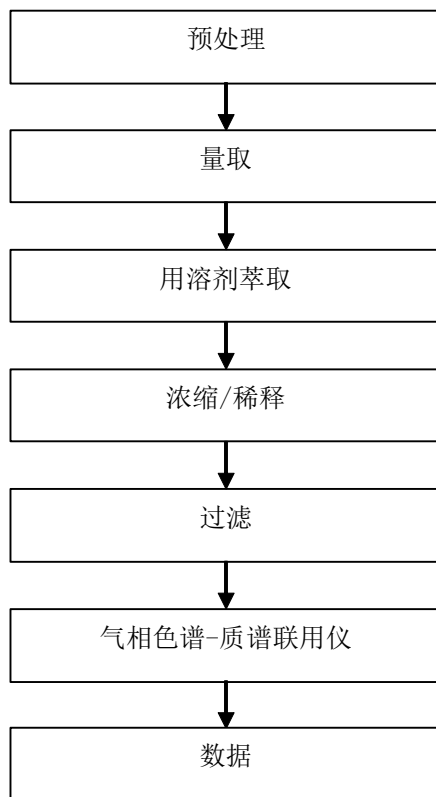 预处理
量取
用溶剂萃取
浓缩/稀释
过滤
气相色谱-质谱联用仪
数据